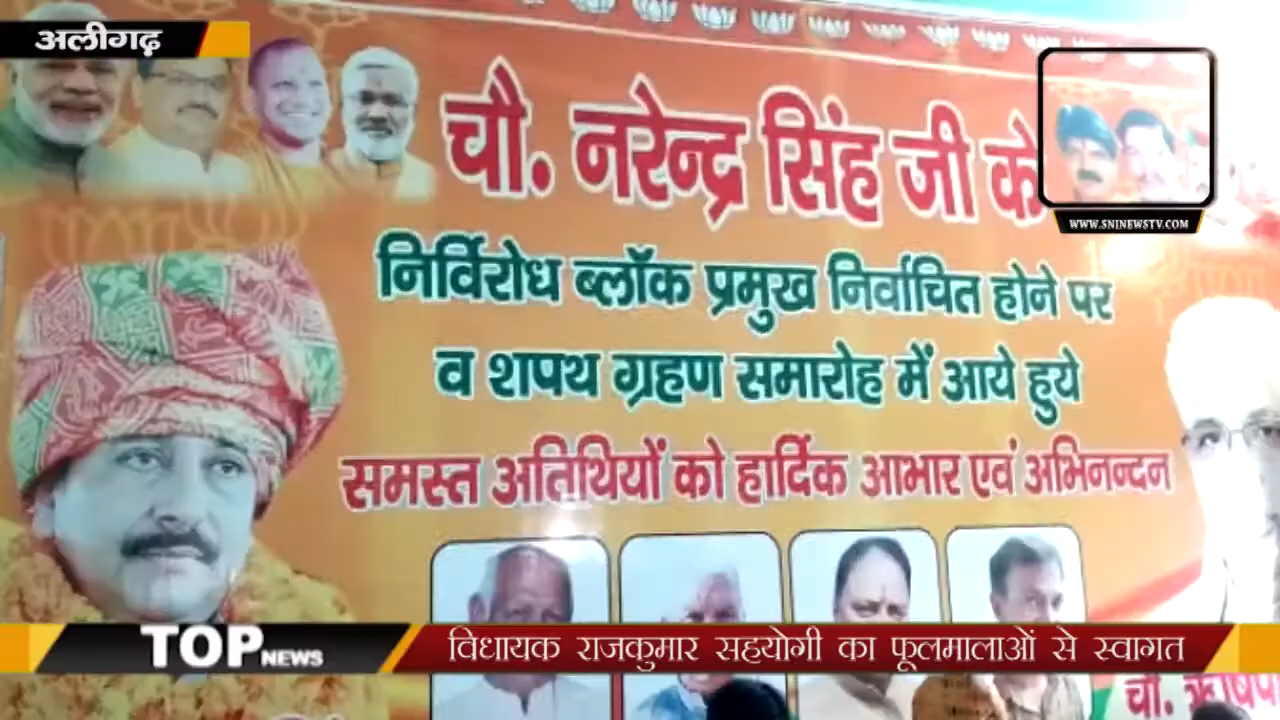 अलीगढ़
चौ. नरेन्द्र सिंह जी के
WWW.SNINEWSTV.COM
निर्विरोध ब्लॉक प्रमुख निर्वाचित होने पर
व शपथ ग्रहण समारोह में आये हुये
समस्त अतिथियों को हार्दिक आभार एवं अभिनन्दन
TOP NEWS
विधायक राजकुमार सहयोगी का फूलमालाओं से स्वागत
चौ.